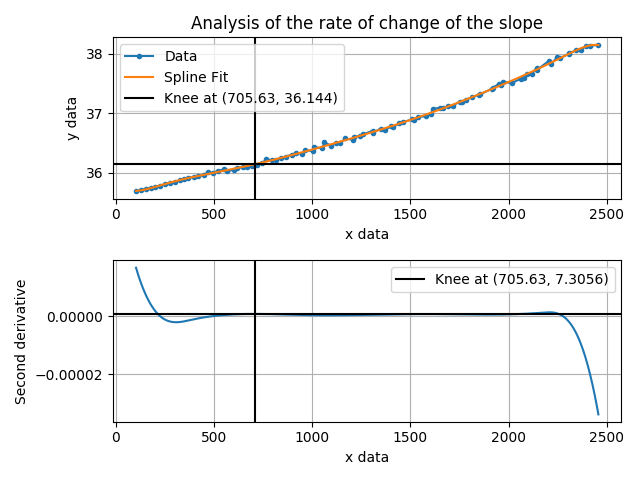 Analysis of the rate of change of the slope
y data
38
37
36
Data
Spline Fit
Knee at (705.63, 36.144)
0 500 1000 1500 2000 2500
x data
Second derivative
0.00000
−0.00002
Knee at (705.63, 7.3056)
0 500 1000 1500 2000 2500
x data